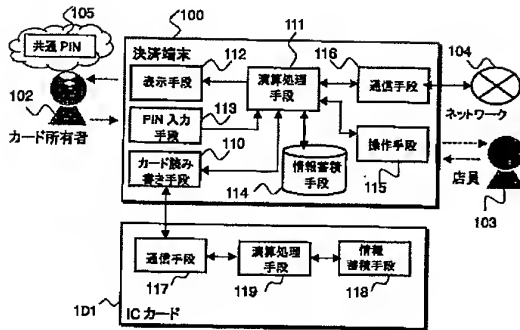 105
共通 PIN
102
カード所有者
100
決済端末
112
表示手段
113
PIN 入力
手段
110
カード読み
書き手段
111
演算処理
手段
114
情報蓄積
手段
116
通信手段
操作手段
115
104
ネットワーク
店員
103
通信手段
117
演算処理
手段
119
情報
蓄積手段
118
1D1
ICカード